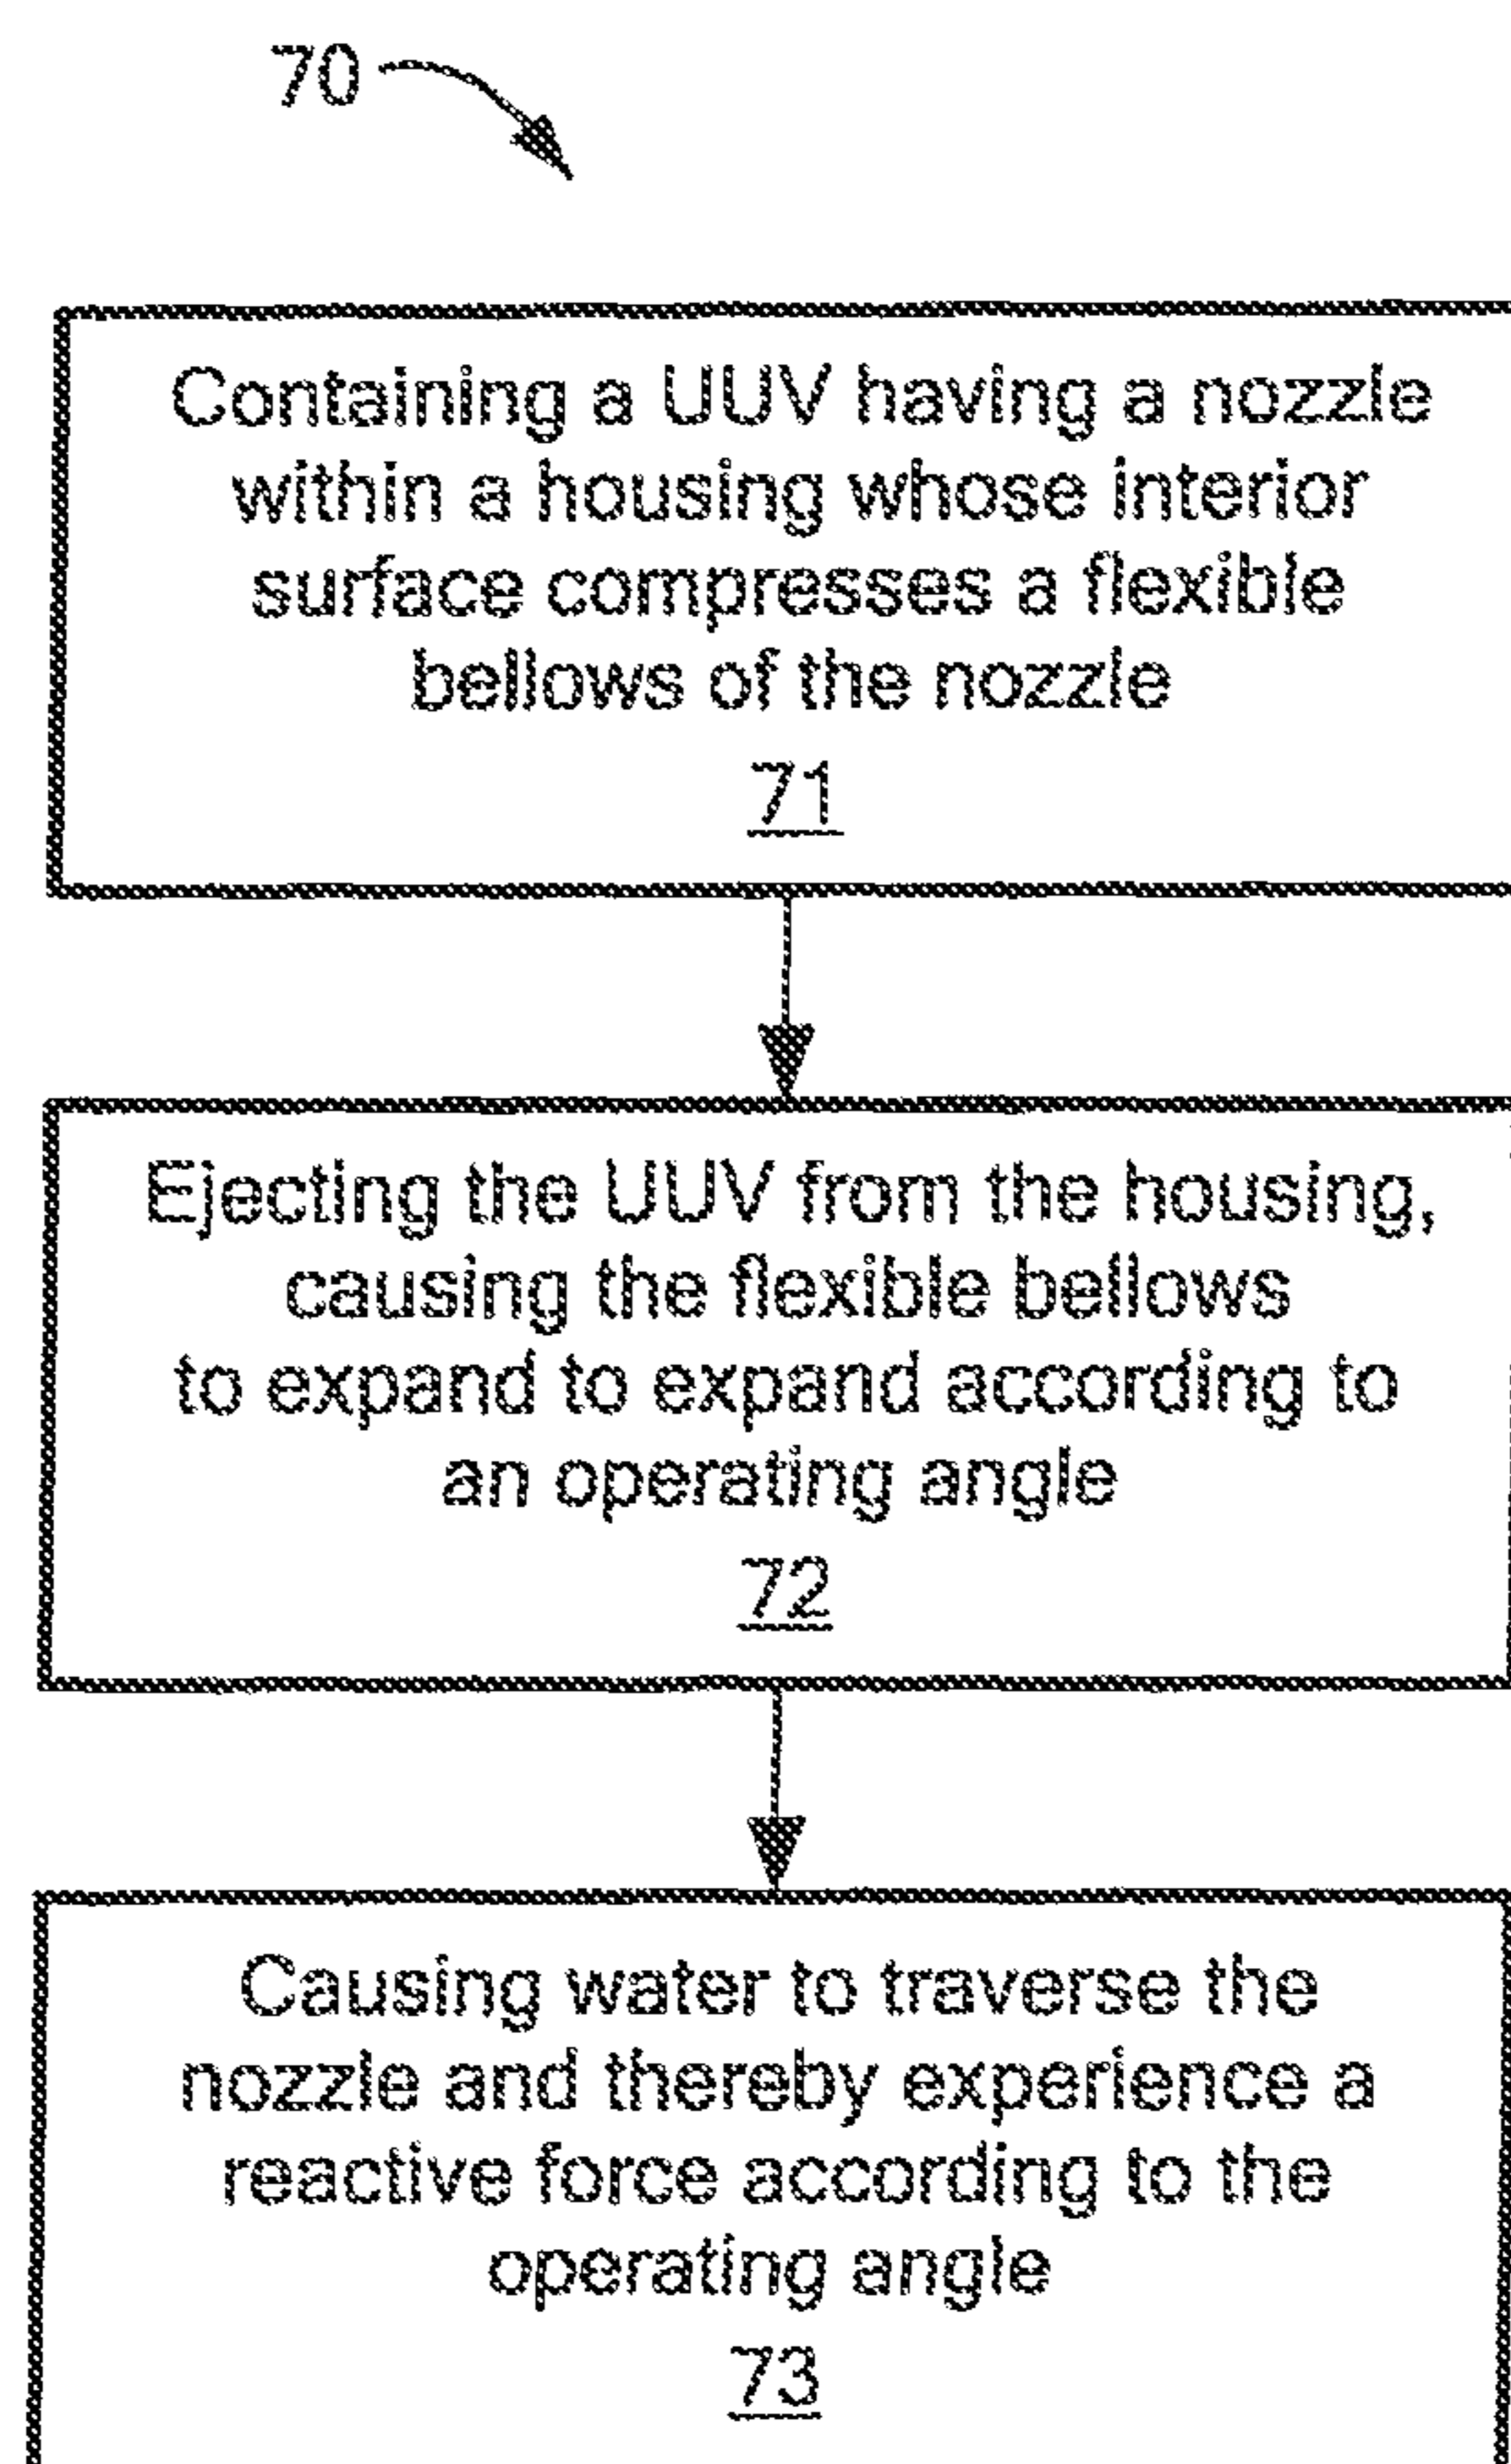 70
Containing a UUV having a nozzle
within a housing whose interior
surface compresses a flexible
bellows of the nozzle
71
Ejecting the UUV from the housing,
causing the flexible bellows
to expand to expand according to
an operating angle
72
Causing water to traverse the
nozzle and thereby experience a
reactive force according to the
operating angle
73